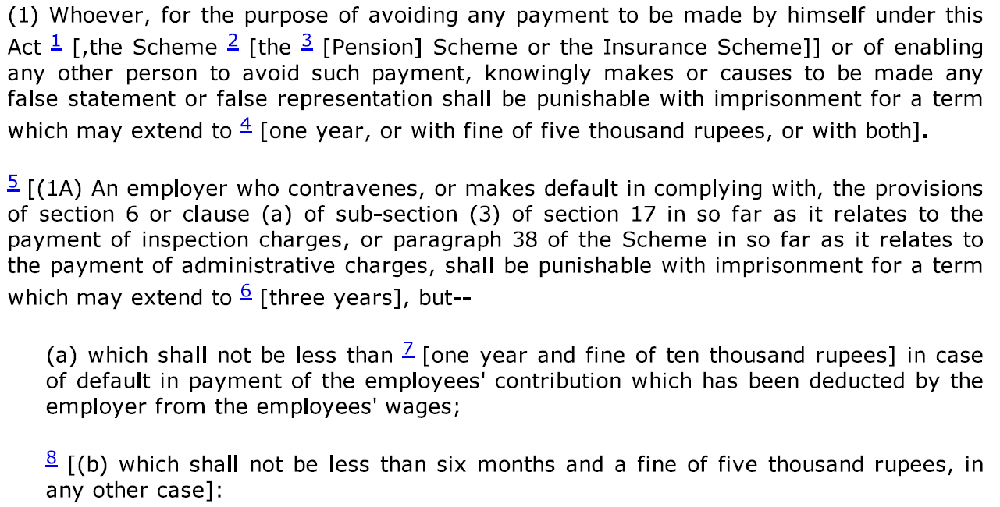 (1) Whoever, for the purpose of avoiding any payment to be made by himself under this
Act 1 [,the Scheme 2 [the 3 [Pension] Scheme or the Insurance Scheme]] or of enabling
any other person to avoid such payment, knowingly makes or causes to be made any
false statement or false representation shall be punishable with imprisonment for a term
which may extend to 4 [one year, or with fine of five thousand rupees, or with both].
5 [(1A) An employer who contravenes, or makes default in complying with, the provisions
of section 6 or clause (a) of sub-section (3) of section 17 in so far as it relates to the
payment of inspection charges, or paragraph 38 of the Scheme in so far as it relates to
the payment of administrative charges, shall be punishable with imprisonment for a term
which may extend to 6 [three years], but--
(a) which shall not be less than 7 [one year and fine of ten thousand rupees] in case
of default in payment of the employees' contribution which has been deducted by the
employer from the employees' wages;
8 [(b) which shall not be less than six months and a fine of five thousand rupees, in
any other case]: